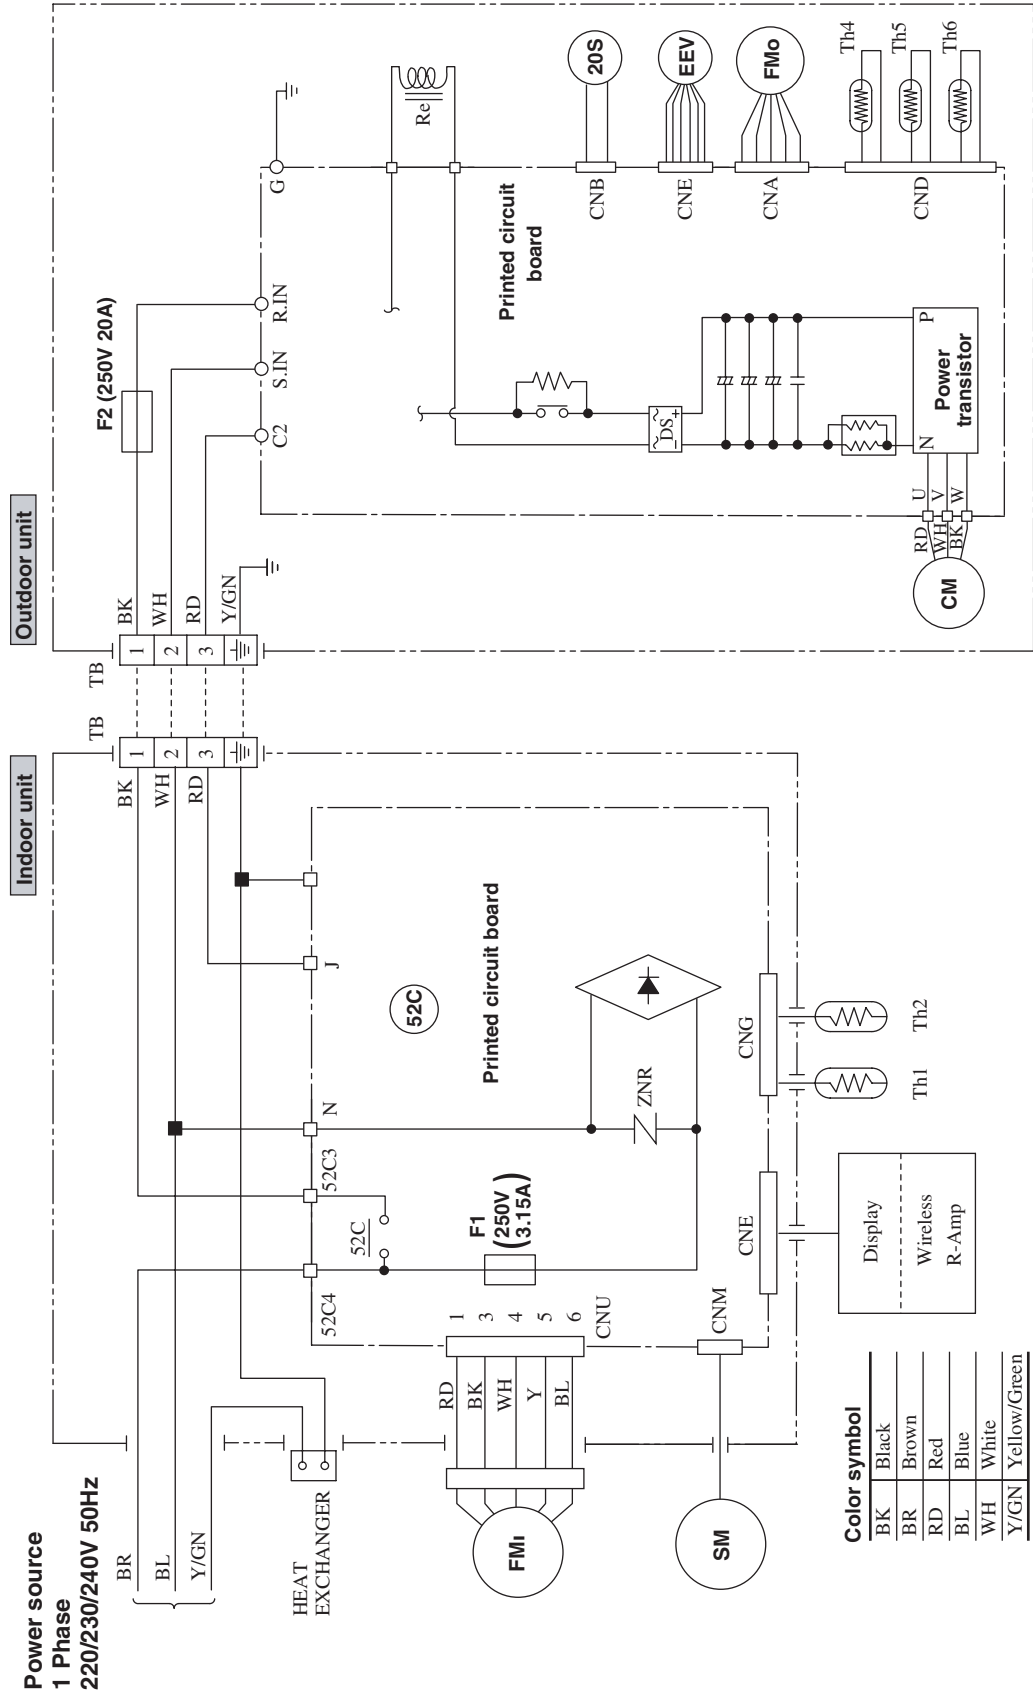 Power source
1 Phase
220/230/240V 50Hz
Indoor unit
Outdoor unit
BR
BL
Y/GN
HEAT
EXCHANGER
BK
WH
RD
TB
1
2
3
TB
1
2
3
BK
WH
RD
Y/GN
F2 (250V 20A)
C2
S.IN
R.IN
G
52C4
52C3
N
J
52C
F1
(250V
3.15A)
52C
Printed circuit board
ZNR
RD
BK
WH
Y
BL
1
3
4
5
6
CNU
FMI
SM
CNM
CNE
CNG
Display
Wireless
R-Amp
Th1
Th2
Re
Printed circuit
board
DS
~
~
–
+
N
P
Power
transistor
U
V
W
RD
WH
BK
CM
CNB
CNE
CNA
CND
20S
EEV
FMo
Th4
Th5
Th6
Color symbol
BK Black
BR Brown
RD Red
BL Blue
WH White
Y/GN Yellow/Green